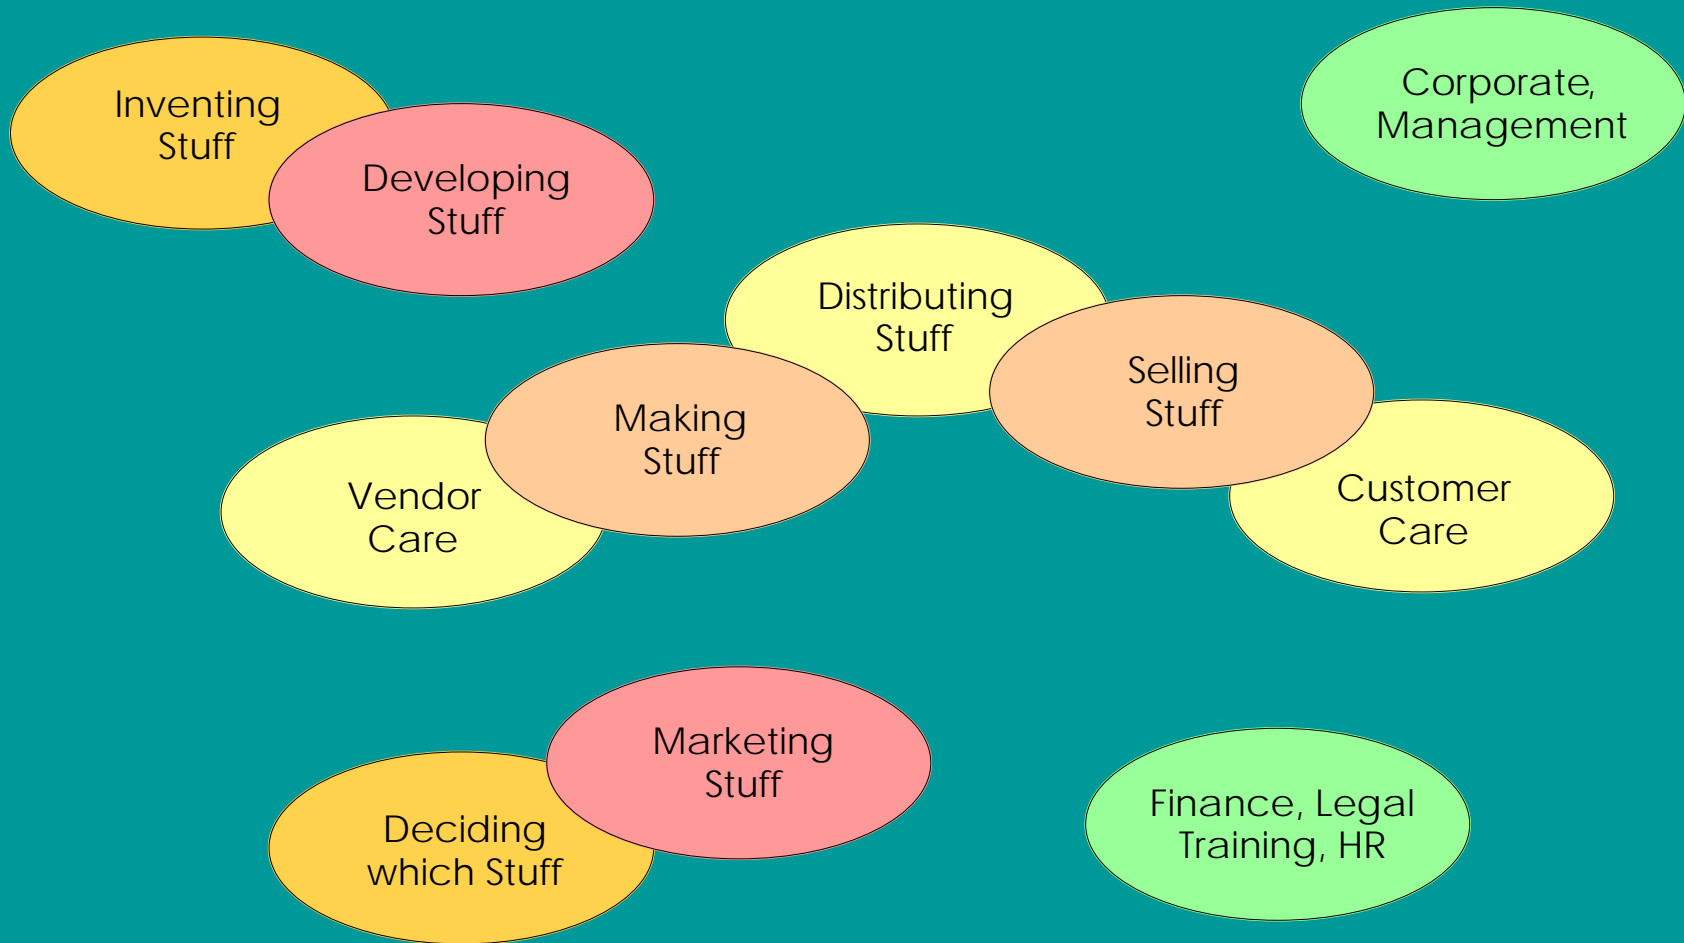 Inventing
Stuff
Developing
Stuff
Corporate,
Management
Distributing
Stuff
Selling
Stuff
Making
Stuff
Vendor
Care
Customer
Care
Marketing
Stuff
Deciding
which Stuff
Finance, Legal
Training, HR